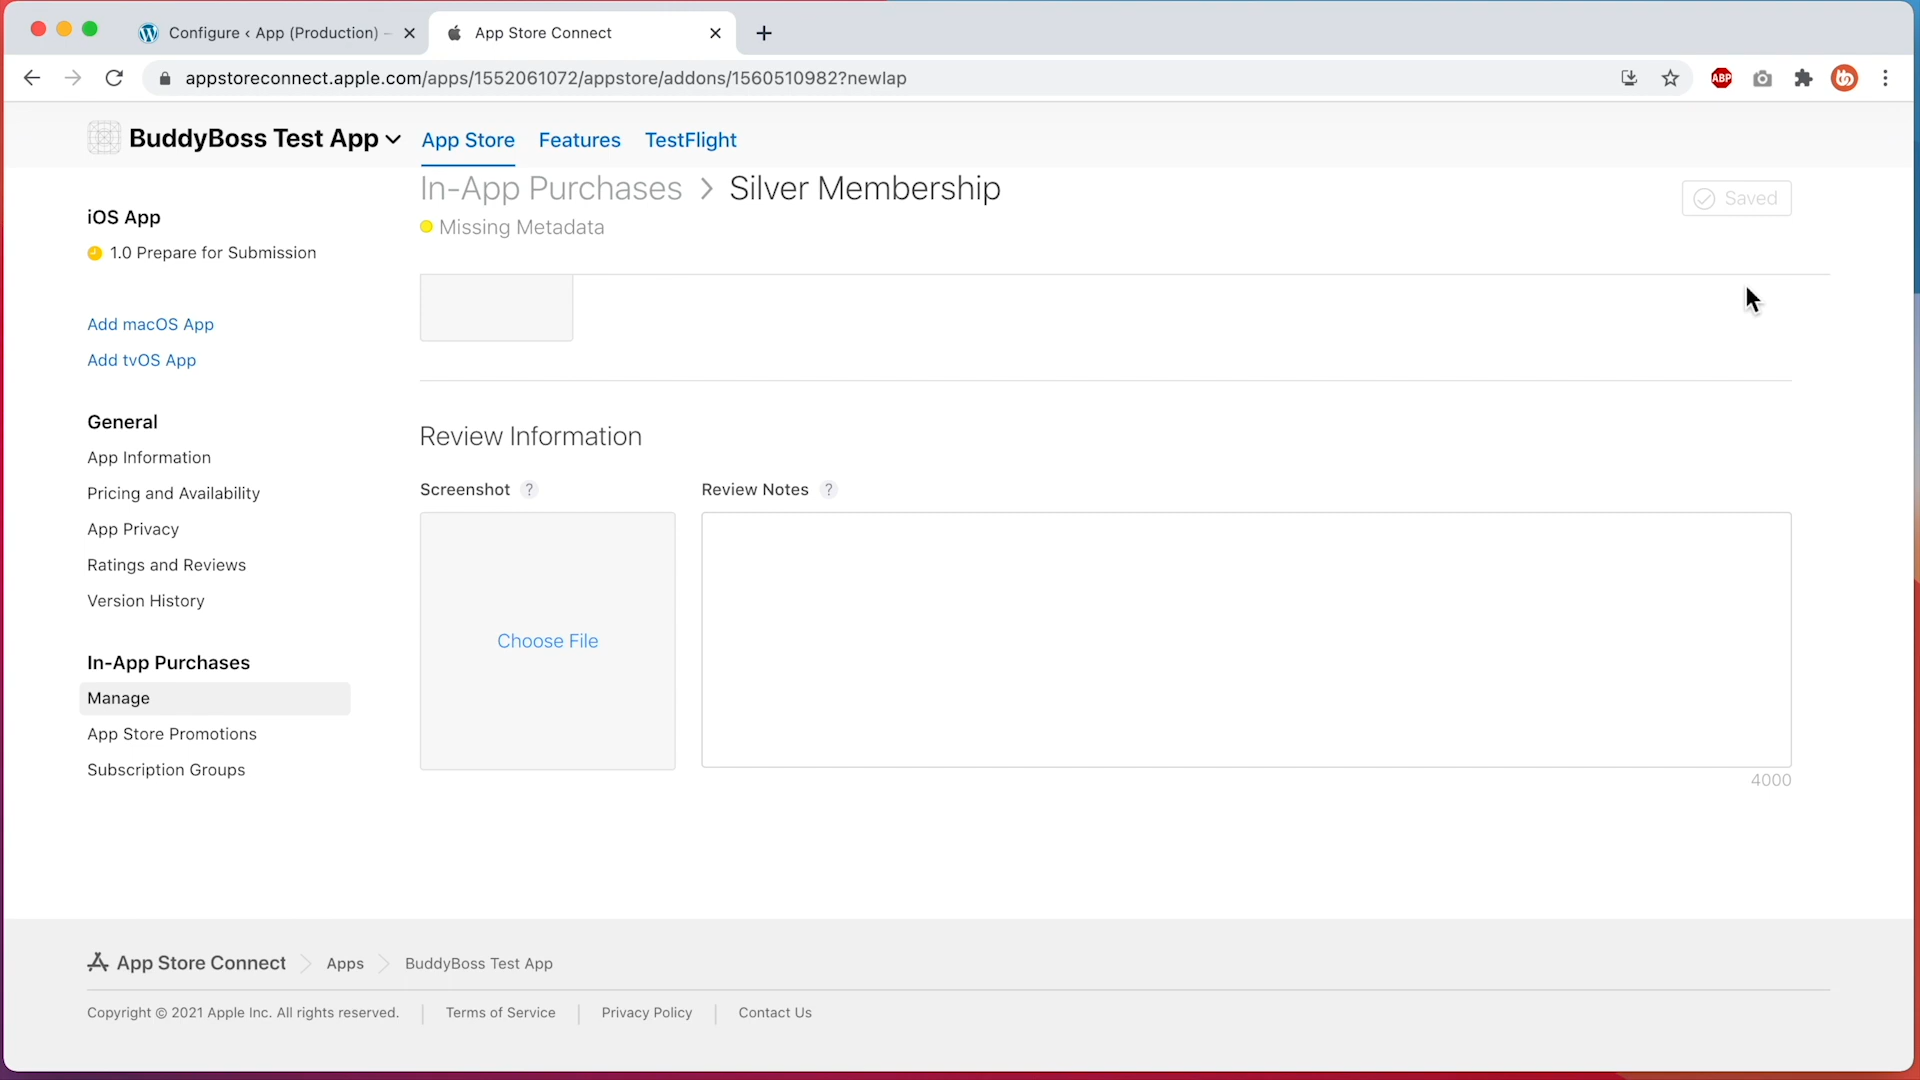 Configure ‹ App (Production) –
App Store Connect
appstoreconnect.apple.com/apps/1552061072/appstore/addons/1560510982?newIap
ABP
BuddyBoss Test App
App Store
Features
TestFlight
In-App Purchases > Silver Membership
Saved
Missing Metadata
iOS App
1.0 Prepare for Submission
Add macOS App
Add tvOS App
General
App Information
Pricing and Availability
App Privacy
Ratings and Reviews
Version History
In-App Purchases
Manage
App Store Promotions
Subscription Groups
Review Information
Screenshot ?
Review Notes ?
Choose File
4000
App Store Connect
Apps
BuddyBoss Test App
Copyright © 2021 Apple Inc. All rights reserved.
Terms of Service
Privacy Policy
Contact Us